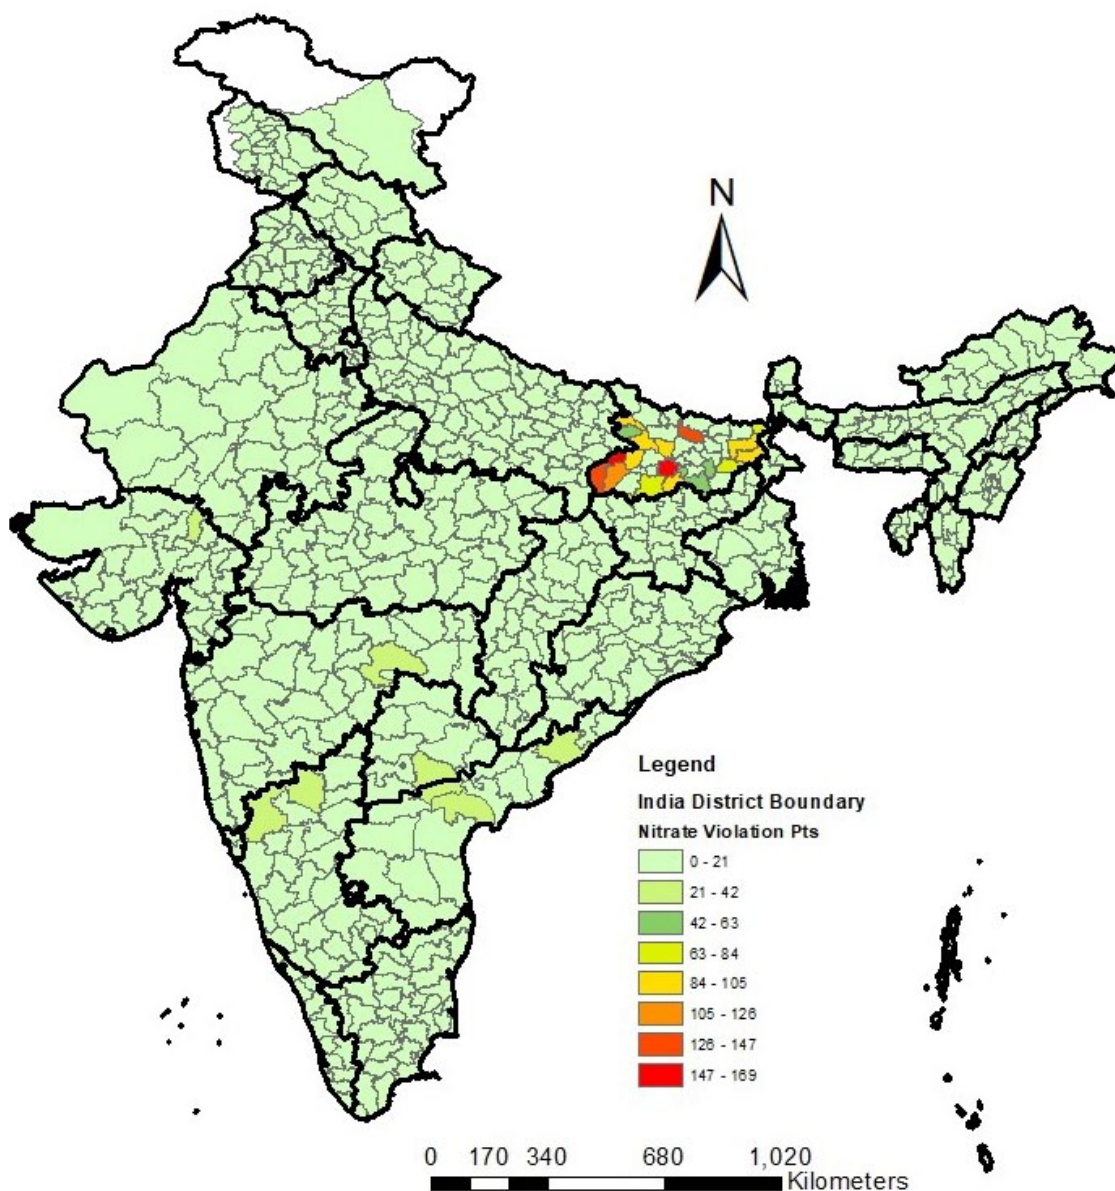 N
Legend
India District Boundary
Nitrate Violation Pts
0 - 21
21 - 42
42 - 63
63 - 84
84 - 105
105 - 126
126 - 147
147 - 169
0 170 340 680 1,020
Kilometers